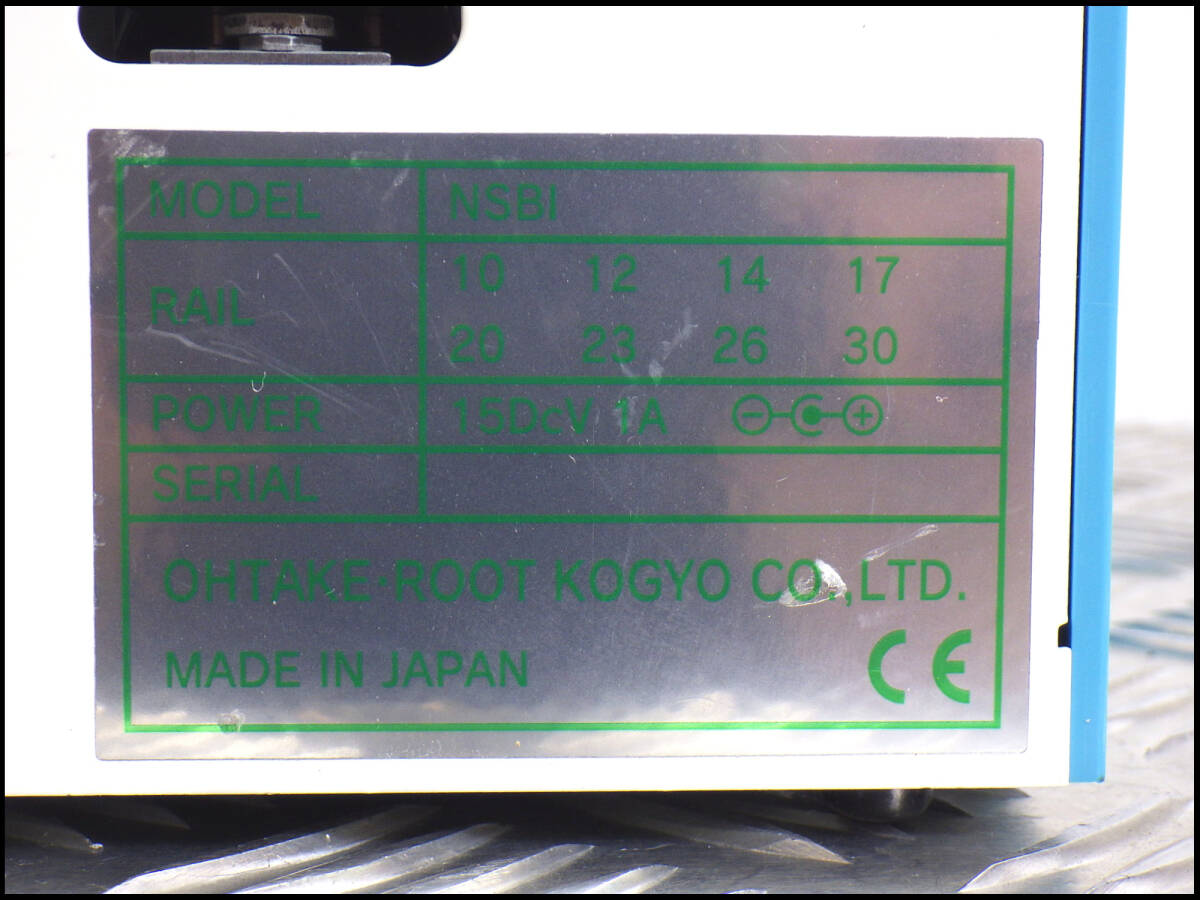 MODEL NSBI
RAIL 10 12 14 17
20 23 26 30
POWER 15DcV 1A
SERIAL
OHTAKE·ROOT KOGYO CO.,LTD.
MADE IN JAPAN CE